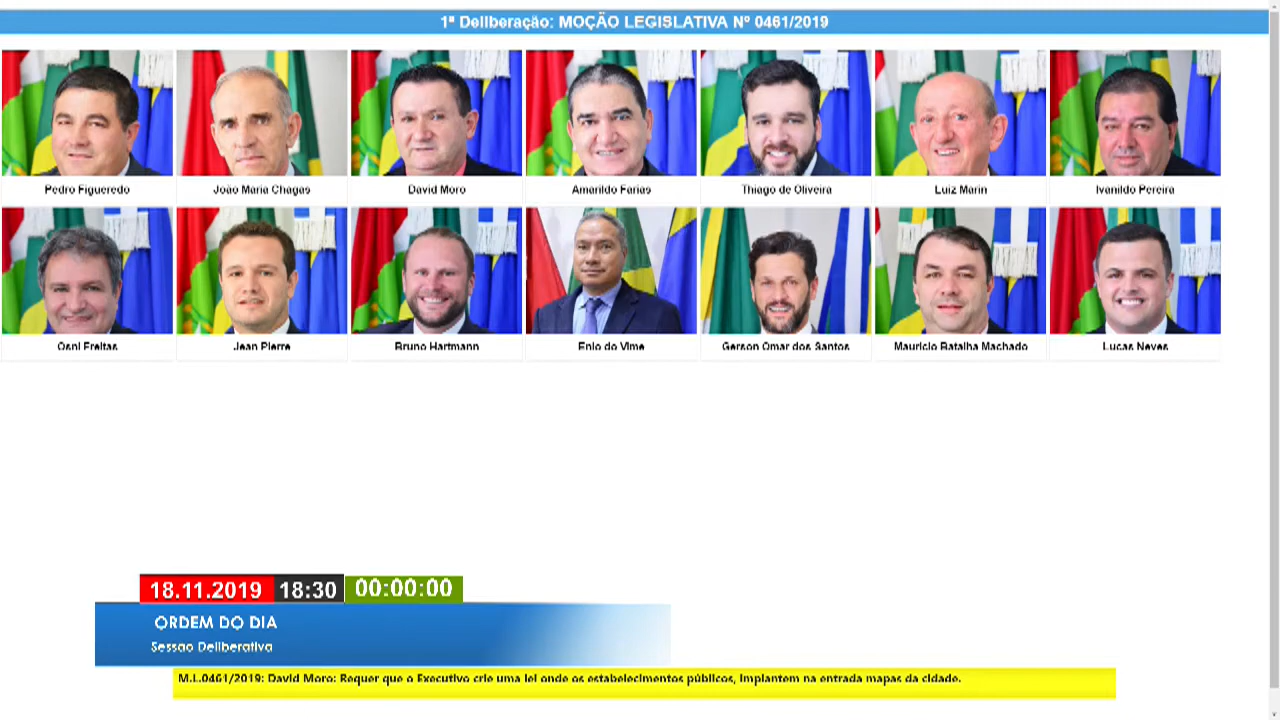 1ª Deliberação: MOÇÃO LEGISLATIVA Nº 0461/2019
Pedro Figueredo
João Maria Chagas
David Moro
Amarildo Farias
Thiago de Oliveira
Luiz Marin
Ivanildo Pereira
Osni Freitas
Jean Pierre
Bruno Hartmann
Enio do Vime
Gerson Omar dos Santos
Mauricio Batalha Machado
Lucas Neves
18.11.2019 18:30 00:00:00
ORDEM DO DIA
Sessao Deliberativa
M.L.0461/2019: David Moro: Requer que o Executivo crie uma lei onde os estabelecimentos públicos, implantem na entrada mapas da cidade.